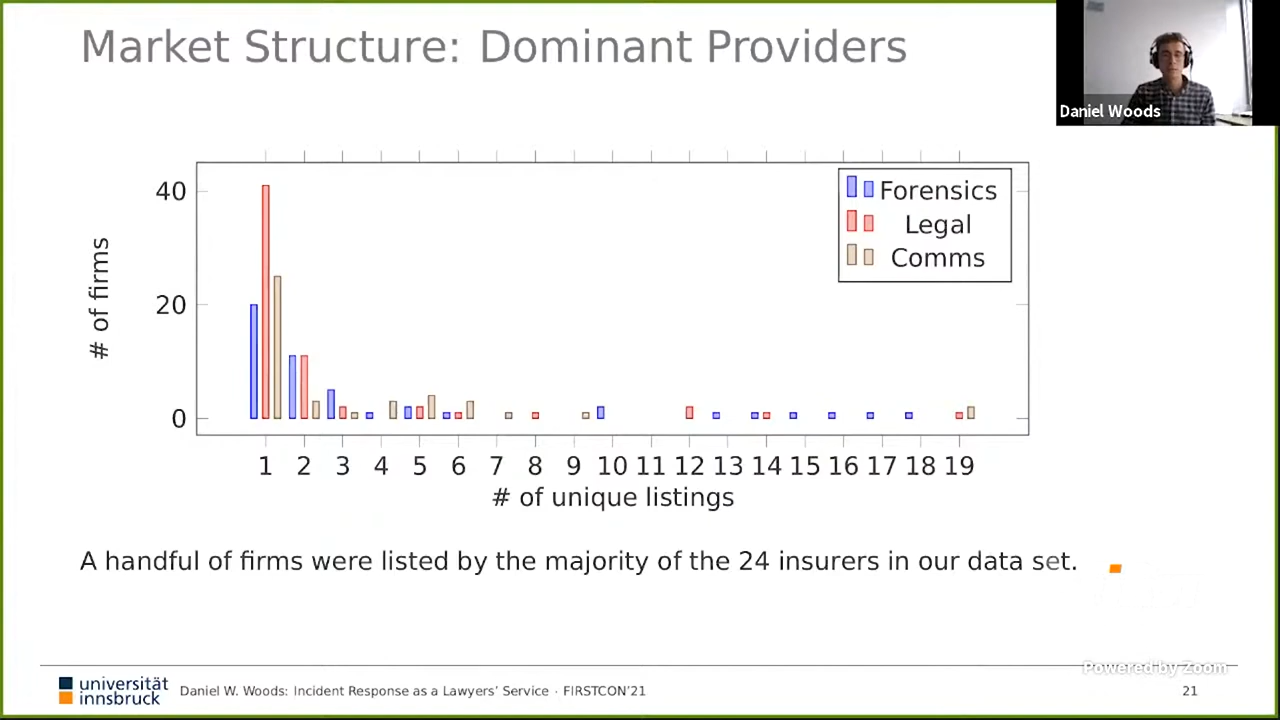 Market Structure: Dominant Providers
Daniel Woods
40
20
0
# of firms
Forensics
Legal
Comms
1 2 3 4 5 6 7 8 9 10 11 12 13 14 15 16 17 18 19
# of unique listings
A handful of firms were listed by the majority of the 24 insurers in our data set.
Powered by Zoom
universität
innsbruck
Daniel W. Woods: Incident Response as a Lawyers’ Service · FIRSTCON’21
21